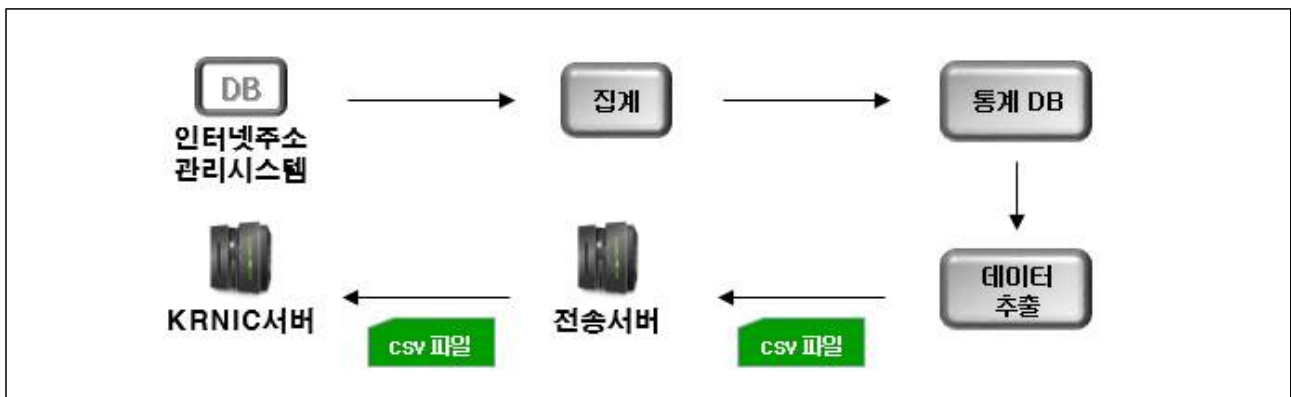 DB
인터넷주소
관리시스템
집계
통계 DB
데이터
추출
csv 파일
전송서버
csv 파일
KRNIC서버